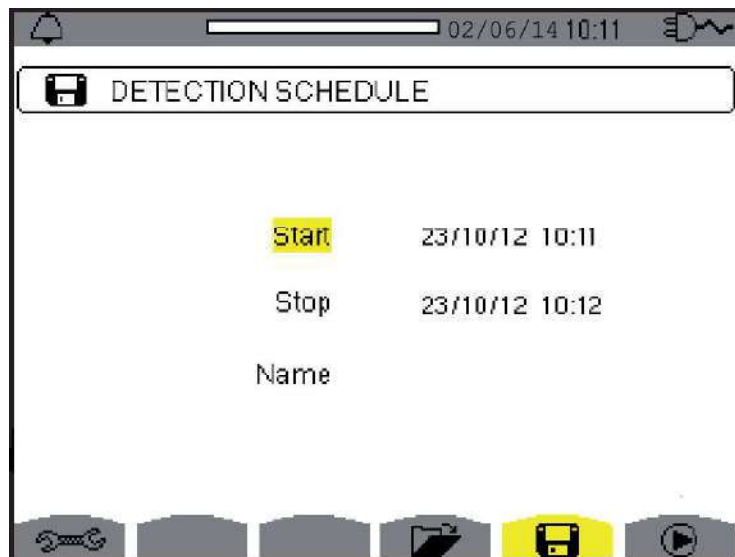 02/06/14 10:11
DETECTION SCHEDULE
Start 23/10/12 10:11
Stop 23/10/12 10:12
Name